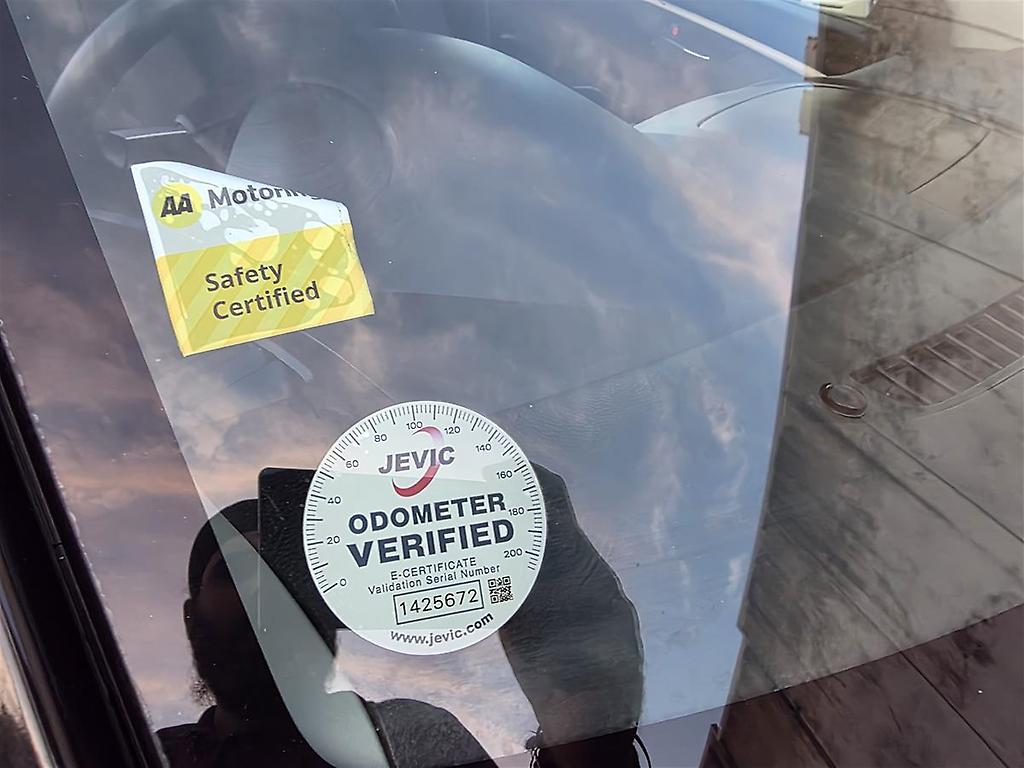 AA Motoring
Safety
Certified
0 20 40 60 80 100 120 140 160 180 200
JEVIC
ODOMETER
VERIFIED
E-CERTIFICATE
Validation Serial Number
1425672
www.jevic.com